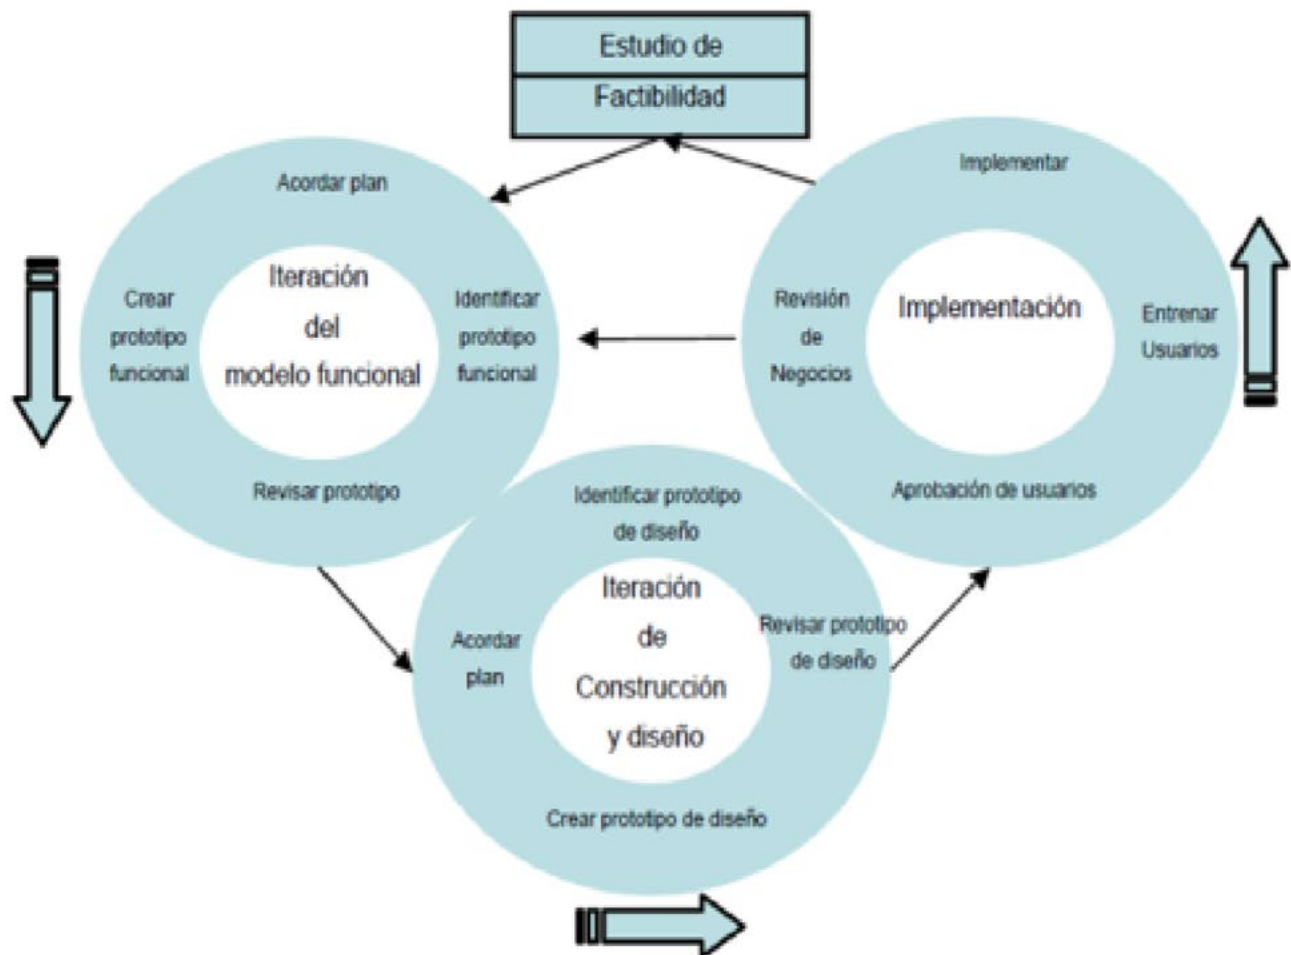 Estudio de
Factibilidad
Acordar plan
Crear
prototipo
funcional
Iteración
del
modelo funcional
Identificar
prototipo
funcional
Revisar prototipo
Implementar
Revisión
de
Negocios
Implementación
Entrenar
Usuarios
Aprobación de usuarios
Identificar prototipo
de diseño
Acordar
plan
Iteración
de
Construcción
y diseño
Revisar prototipo
de diseño
Crear prototipo de diseño